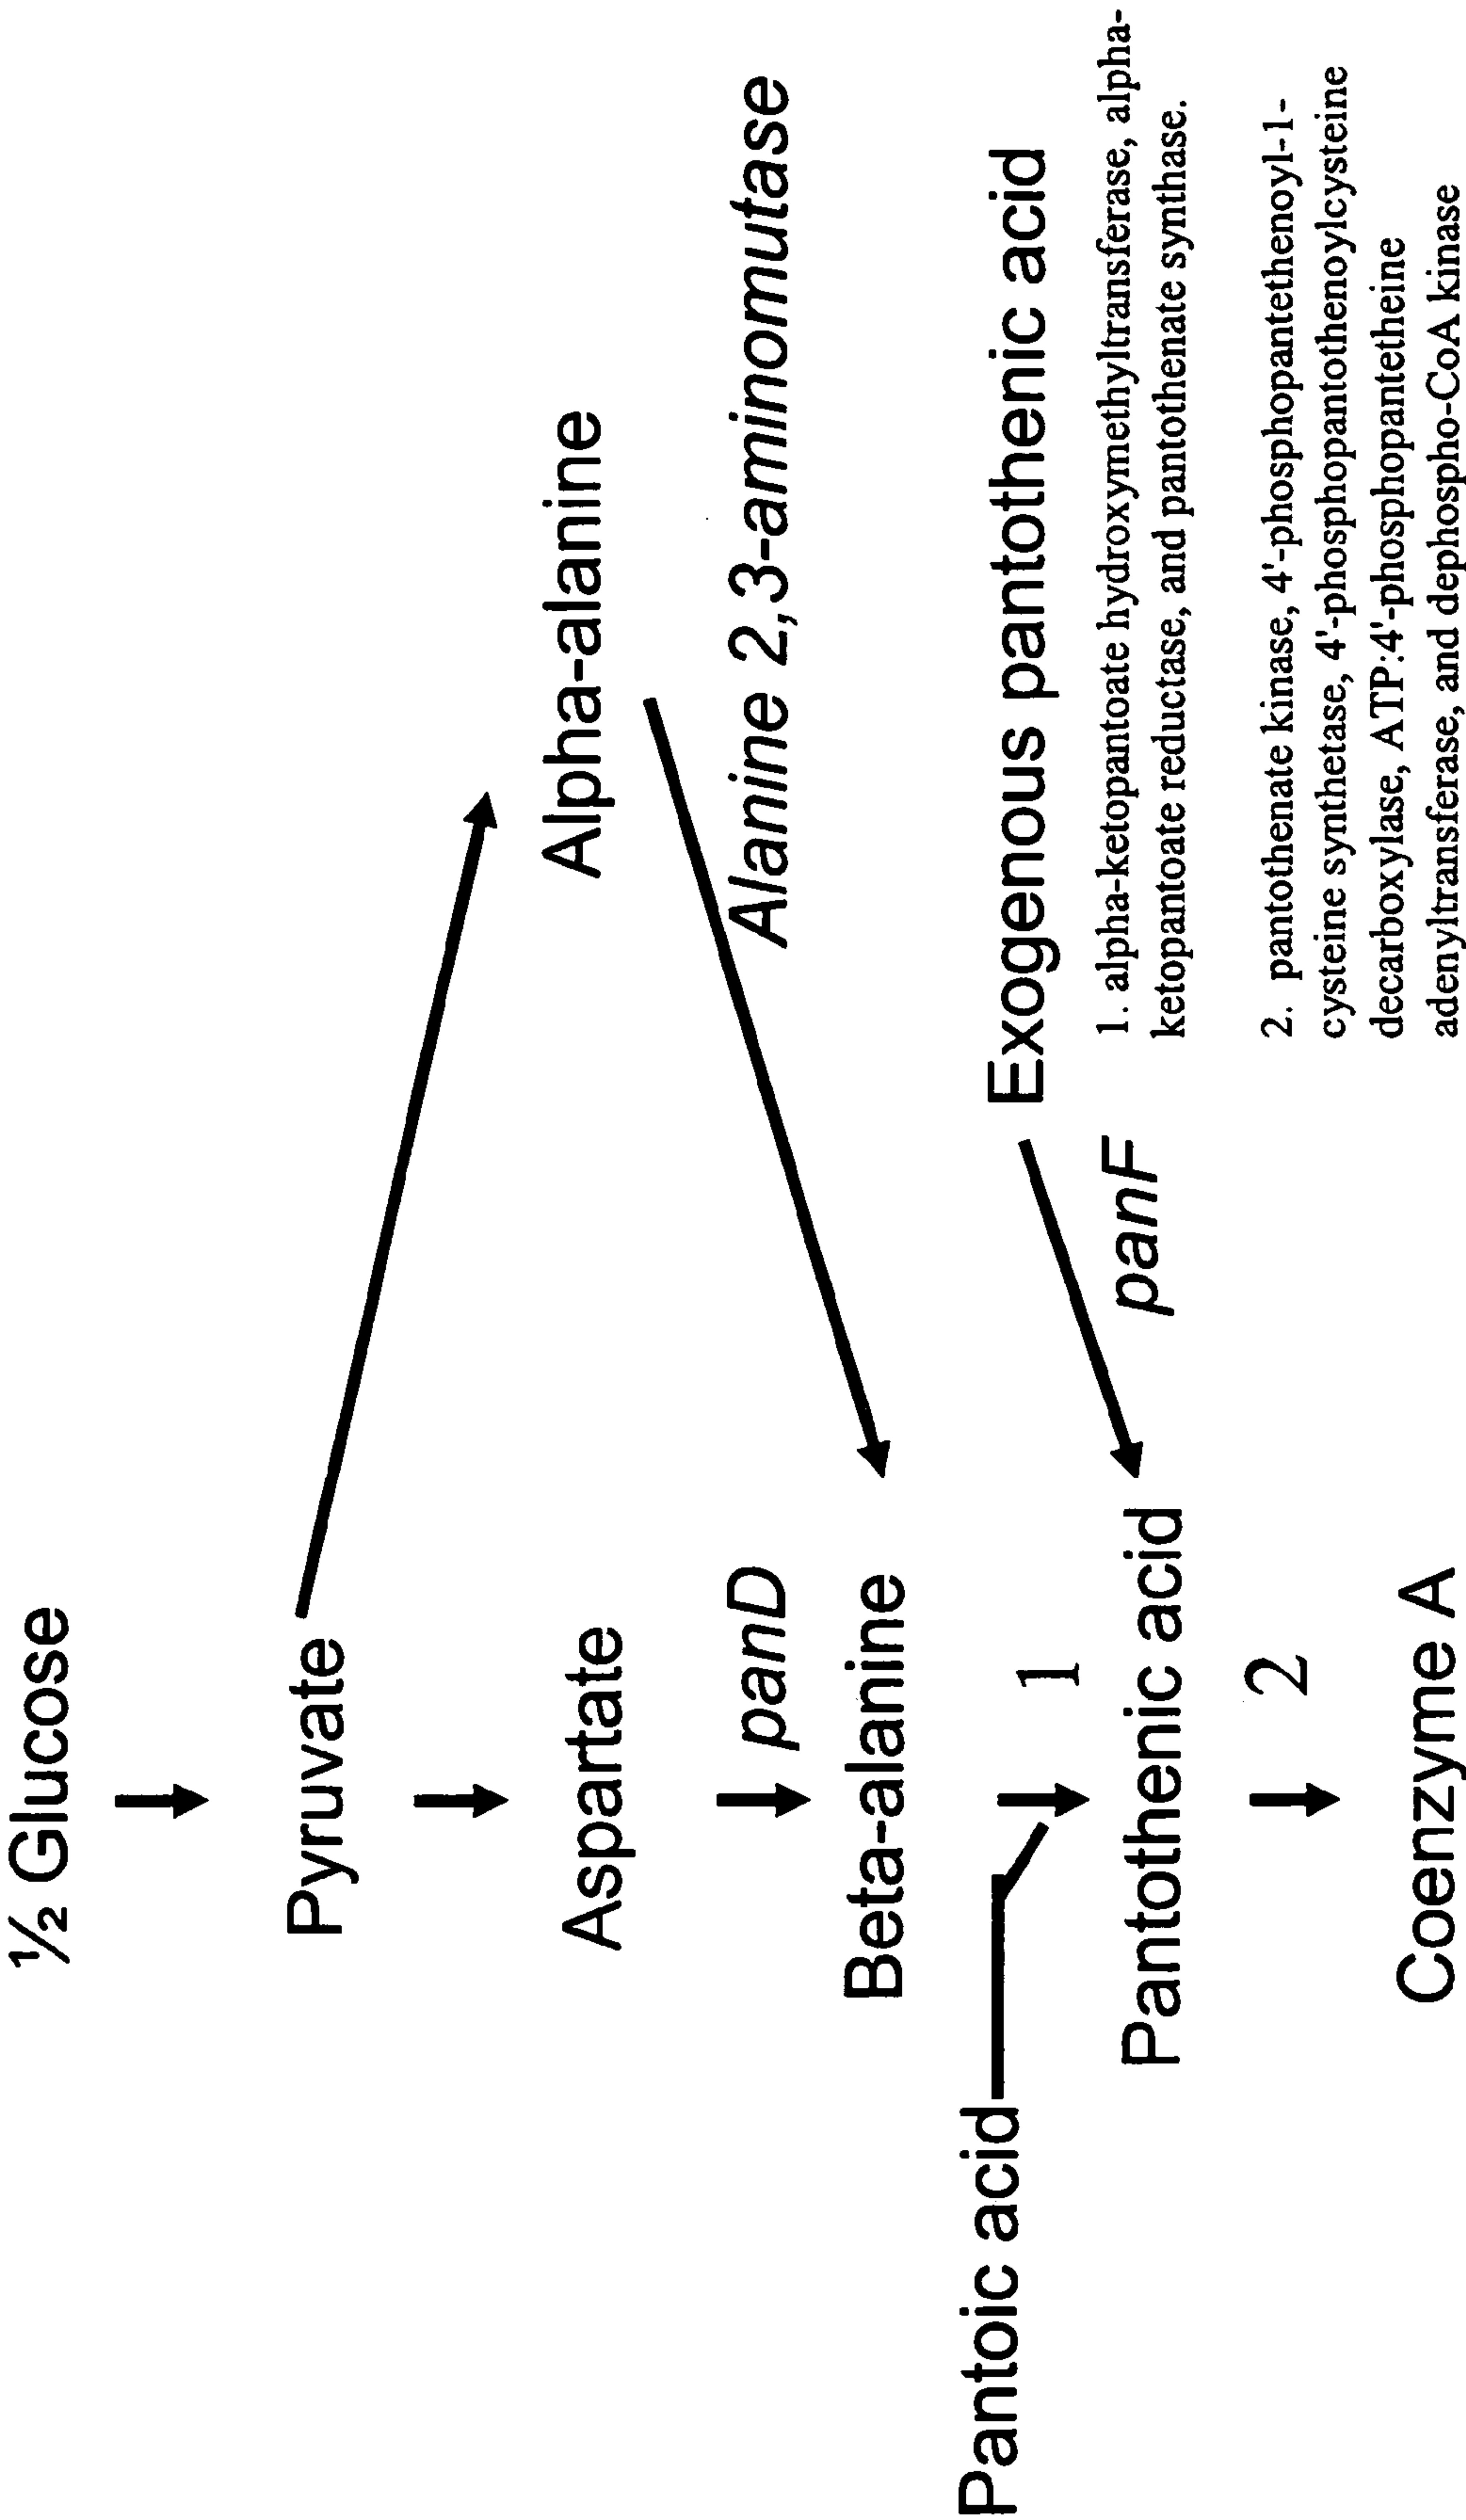 ½ Glucose
Pyruvate
Alpha-alanine
Aspartate
panD
Alanine 2,3-aminomutase
Beta-alanine
Pantoic acid
1
Exogenous pantothenic acid
panF
Pantothenic acid
2
Coenzyme A
1. alpha-ketopantoate hydroxymethyltransferase, alpha-
ketopantoate reductase, and pantothenate synthase.
2. pantothenate kinase, 4'-phosphopantethenoyl-1-
cysteine synthetase, 4'-phosphopantothenoylcysteine
decarboxylase, ATP:4'-phosphopantetheine
adenyltransferase, and dephospho-CoA kinase